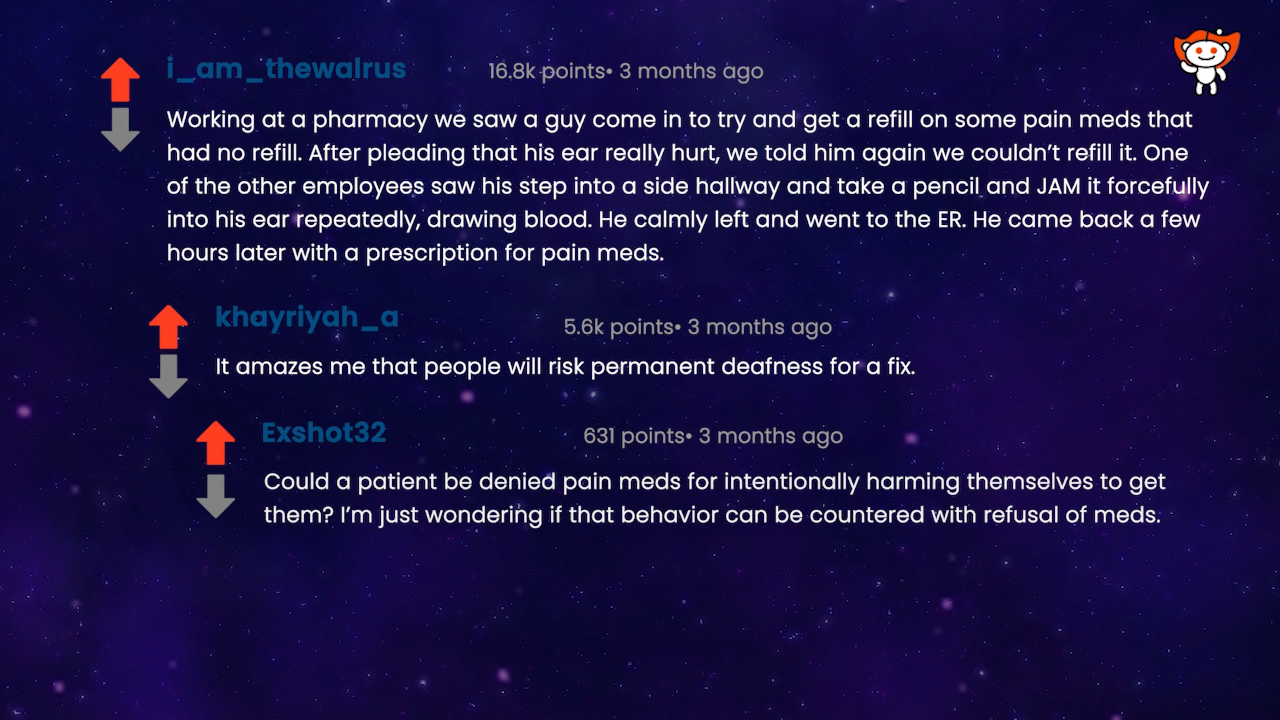 i_am_thewalrus 16.8k points• 3 months ago
Working at a pharmacy we saw a guy come in to try and get a refill on some pain meds that
had no refill. After pleading that his ear really hurt, we told him again we couldn’t refill it. One
of the other employees saw his step into a side hallway and take a pencil and JAM it forcefully
into his ear repeatedly, drawing blood. He calmly left and went to the ER. He came back a few
hours later with a prescription for pain meds.
khayriyah_a 5.6k points• 3 months ago
It amazes me that people will risk permanent deafness for a fix.
Exshot32 631 points• 3 months ago
Could a patient be denied pain meds for intentionally harming themselves to get
them? I’m just wondering if that behavior can be countered with refusal of meds.